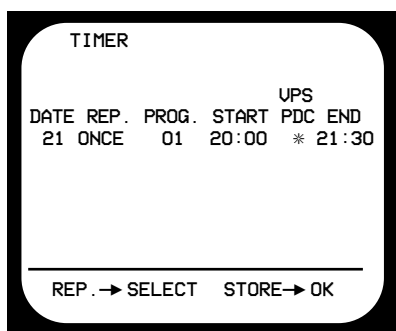 TIMER
VPS
DATE REP. PROG. START PDC END
21 ONCE 01 20:00 * 21:30
REP.→SELECT STORE→OK